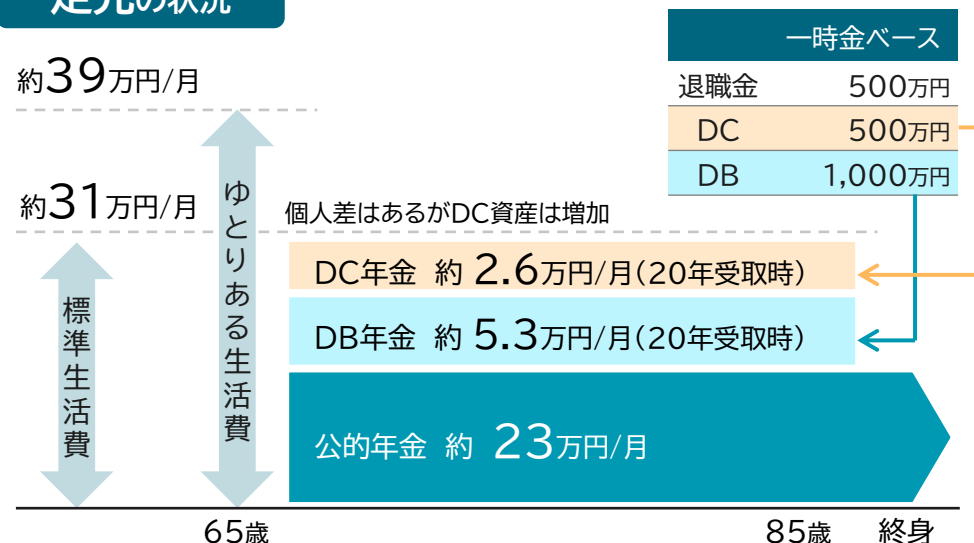 足元の状況
一時金ベース
退職金 500万円
DC 500万円
DB 1,000万円
約39万円/月
約31万円/月
標準生活費
ゆとりある生活費
個人差はあるがDC資産は増加
DC年金 約 2.6万円/月(20年受取時)
DB年金 約 5.3万円/月(20年受取時)
公的年金 約 23万円/月
65歳 85歳 終身